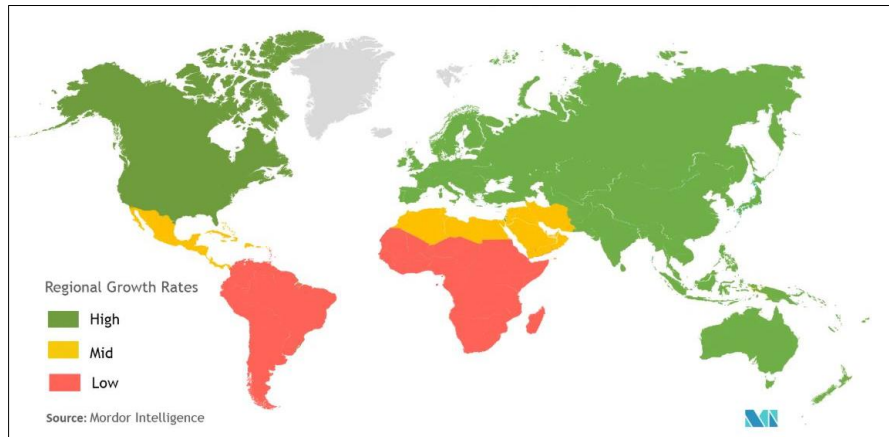 Regional Growth Rates
High
Mid
Low
Source: Mordor Intelligence